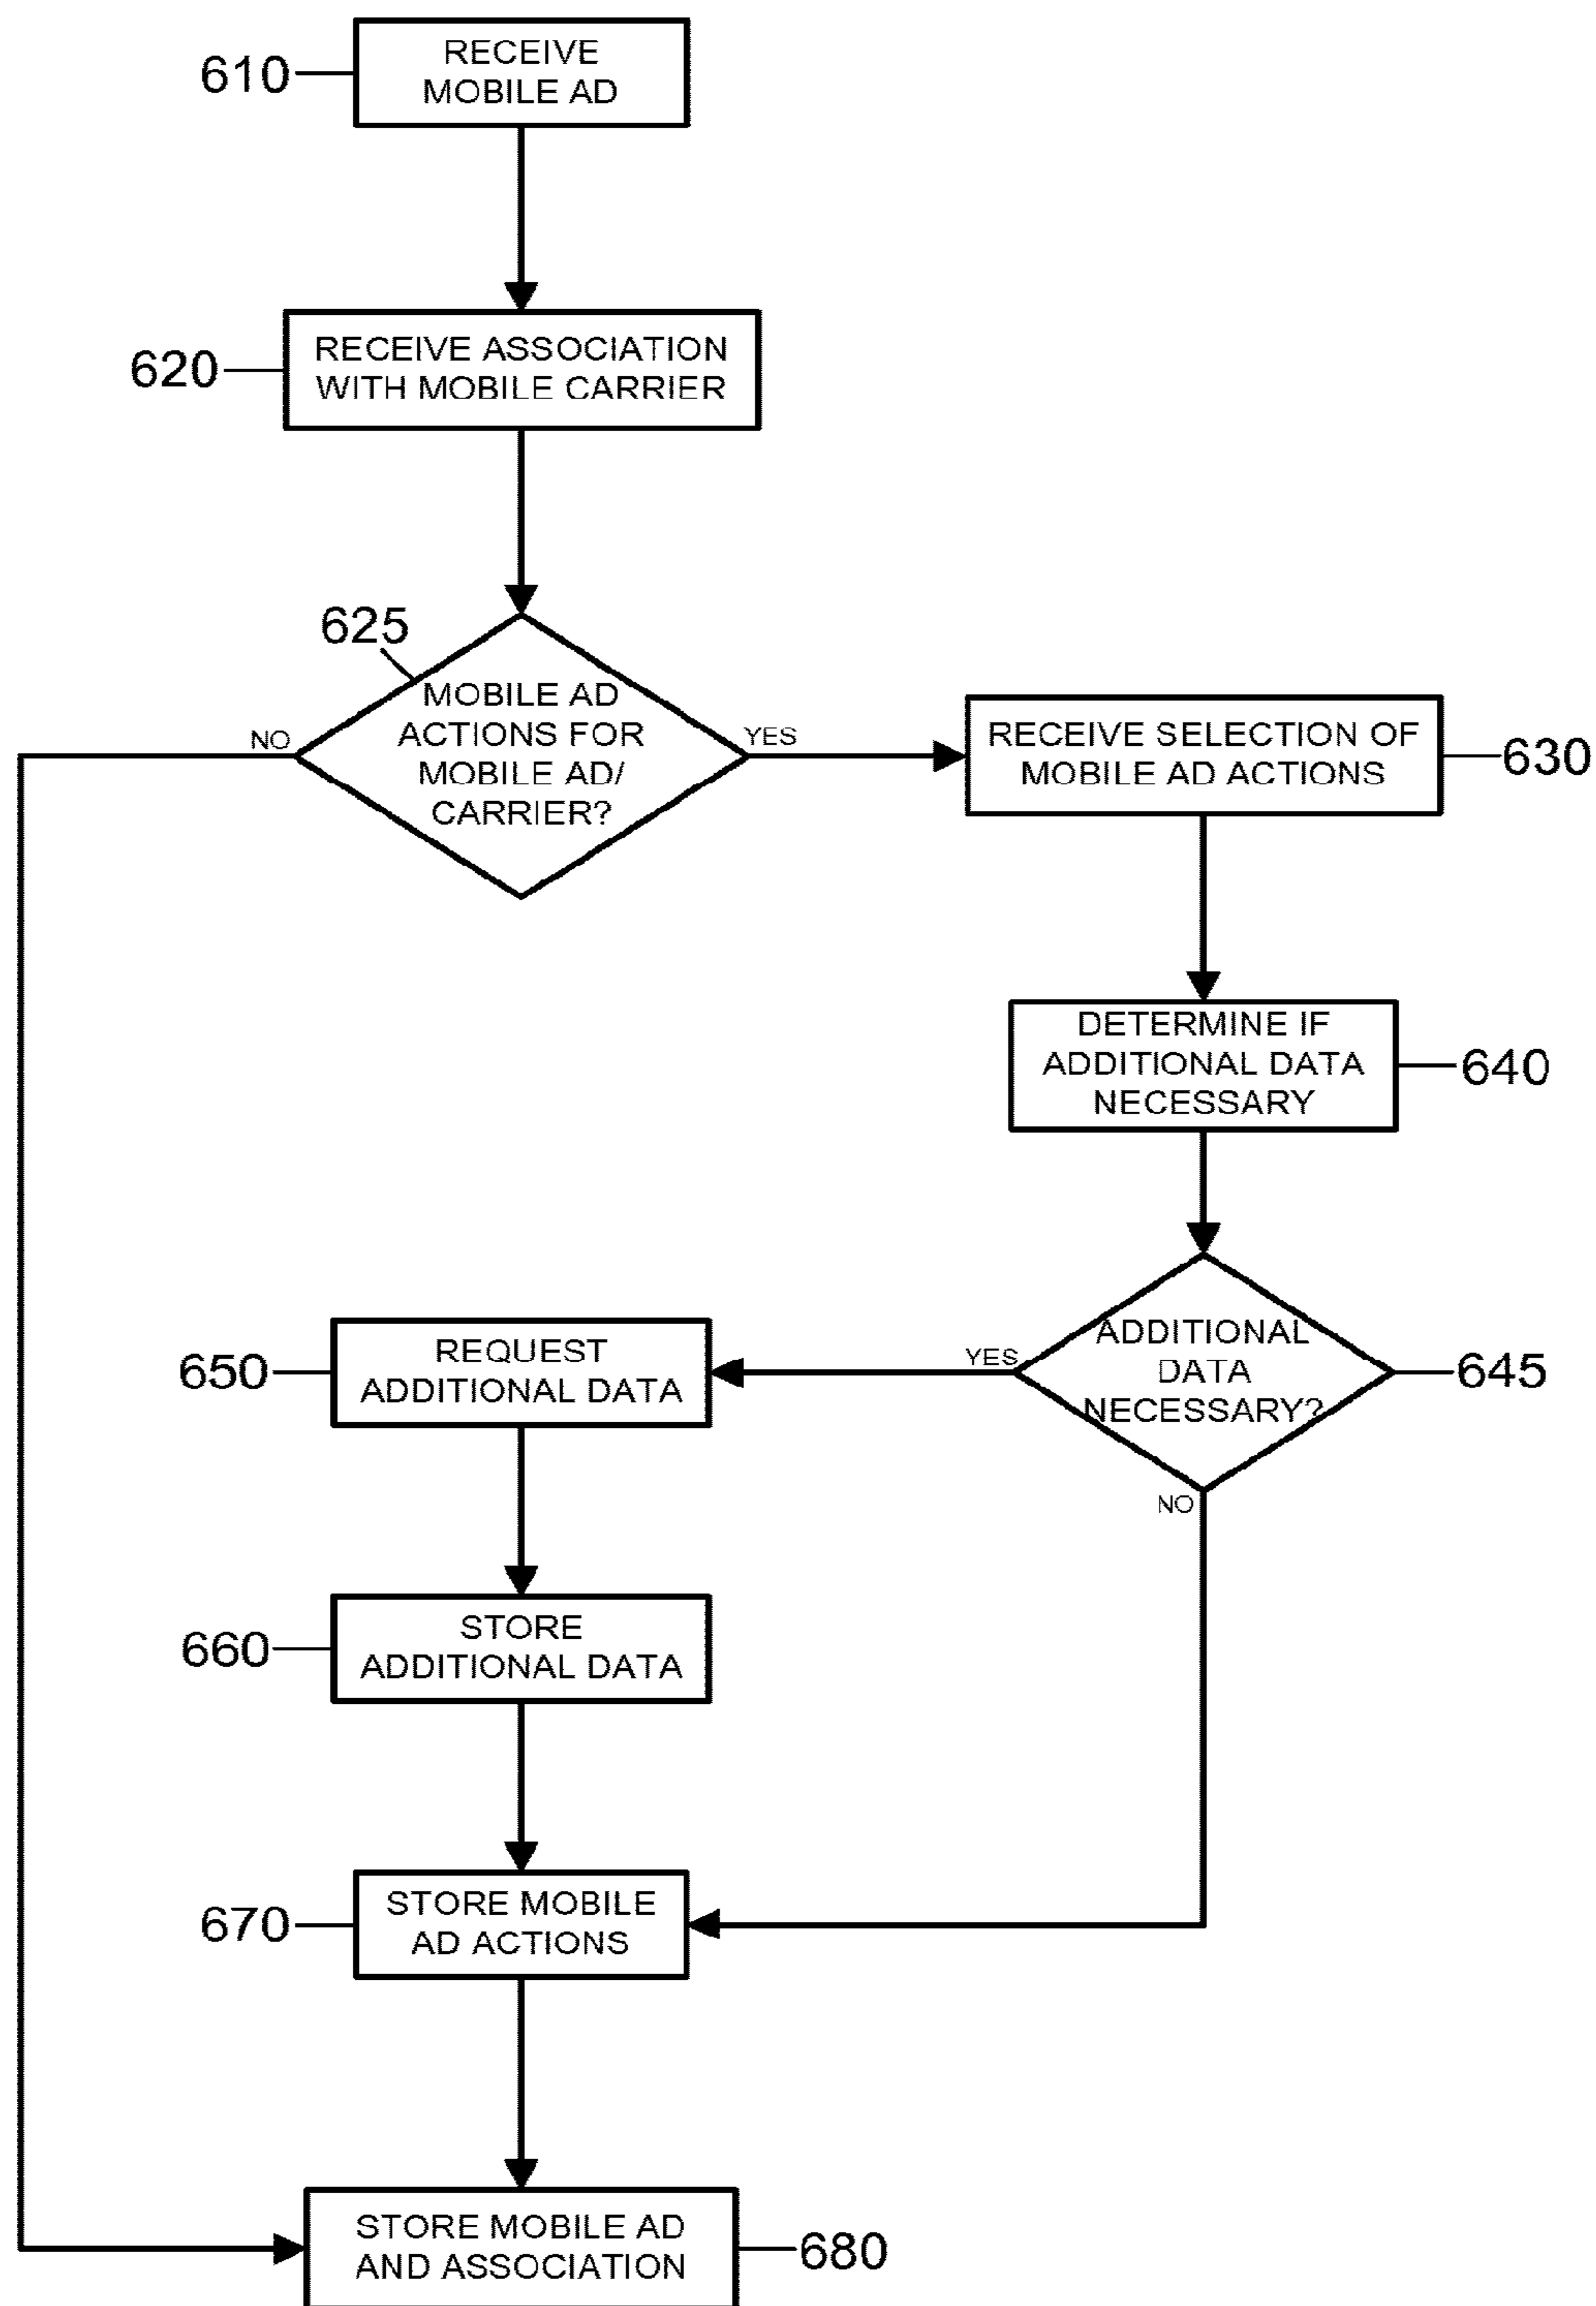 610
RECEIVE
MOBILE AD
620
RECEIVE ASSOCIATION
WITH MOBILE CARRIER
625
MOBILE AD
ACTIONS FOR
MOBILE AD/
CARRIER?
NO
YES
RECEIVE SELECTION OF
MOBILE AD ACTIONS
630
DETERMINE IF
ADDITIONAL DATA
NECESSARY
640
ADDITIONAL
DATA
NECESSARY?
645
YES
NO
650
REQUEST
ADDITIONAL DATA
660
STORE
ADDITIONAL DATA
670
STORE MOBILE
AD ACTIONS
STORE MOBILE AD
AND ASSOCIATION
680